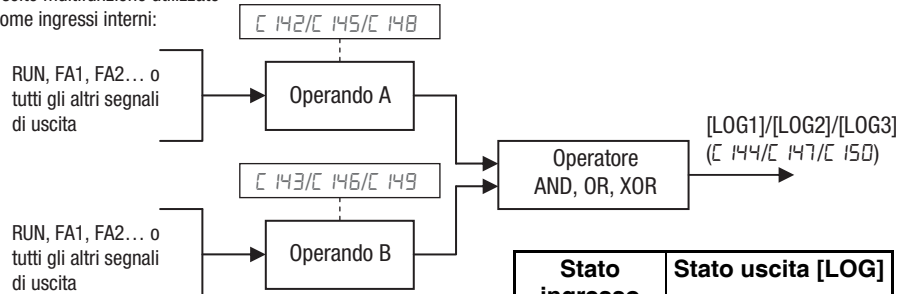 come ingressi interni:
C 142/C 145/C 148
RUN, FA1, FA2… o
tutti gli altri segnali
di uscita
Operando A
[LOG1]/[LOG2]/[LOG3]
(C 144/C 147/C 150)
Operatore
AND, OR, XOR
C 143/C 146/C 149
RUN, FA1, FA2… o
tutti gli altri segnali
di uscita
Operando B
Stato
ingresso
Stato uscita [LOG]